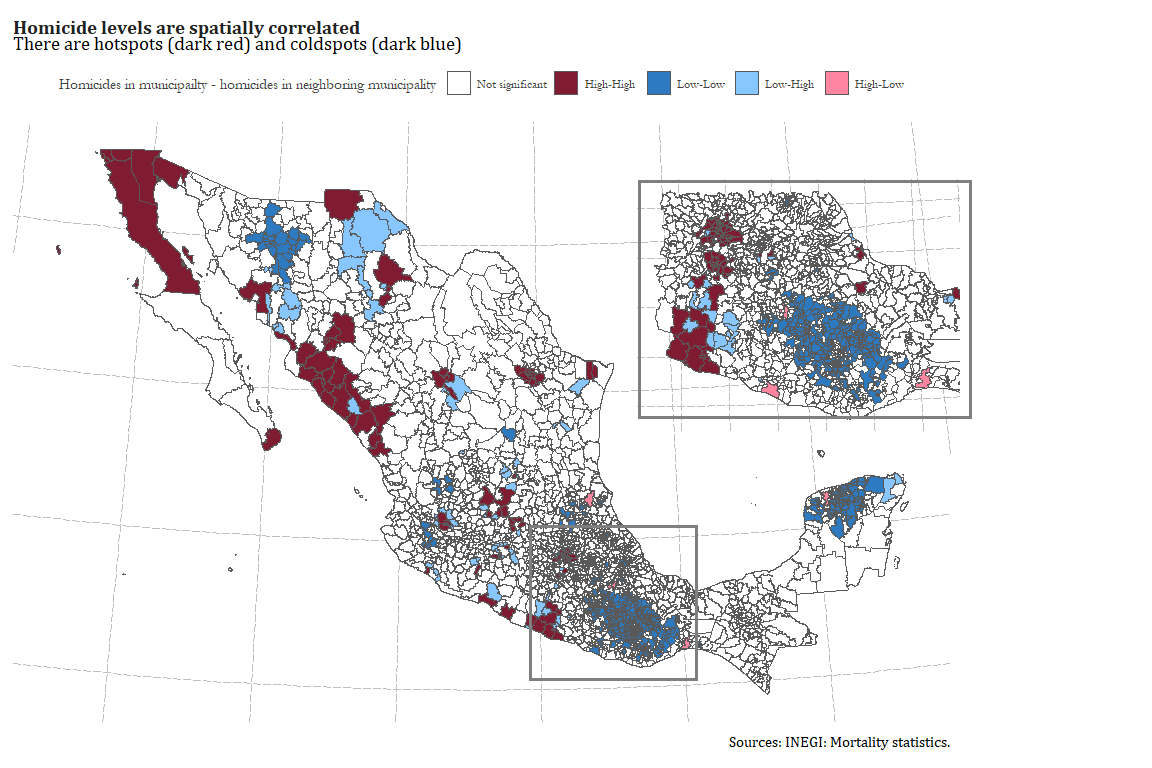 Homicide levels are spatially correlated
There are hotspots (dark red) and coldspots (dark blue)
Homicides in municipailty - homicides in neighboring municipality Not significant High-High Low-Low Low-High High-Low
Sources: INEGI: Mortality statistics.